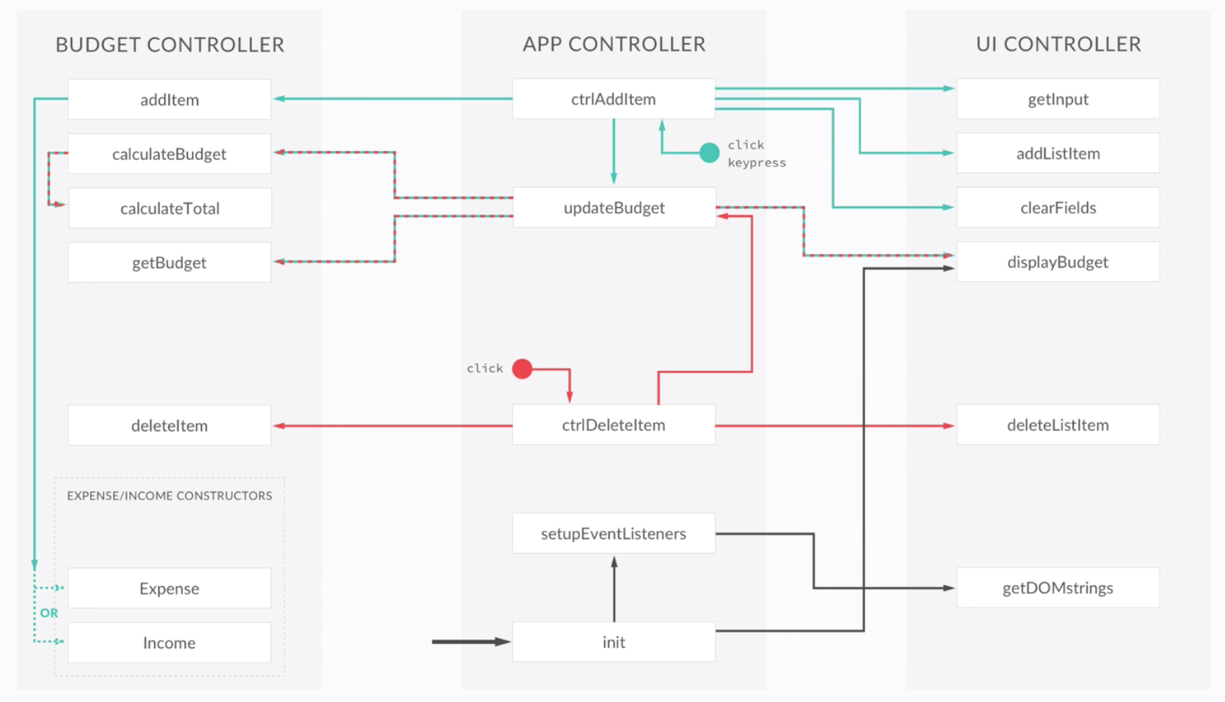 BUDGET CONTROLLER
addItem
calculateBudget
calculateTotal
getBudget
deleteItem
EXPENSE/INCOME CONSTRUCTORS
Expense
OR
Income
APP CONTROLLER
ctrlAddItem
click
keypress
updateBudget
click
ctrlDeleteItem
setupEventListeners
init
UI CONTROLLER
getInput
addListItem
clearFields
displayBudget
deleteListItem
getDOMstrings